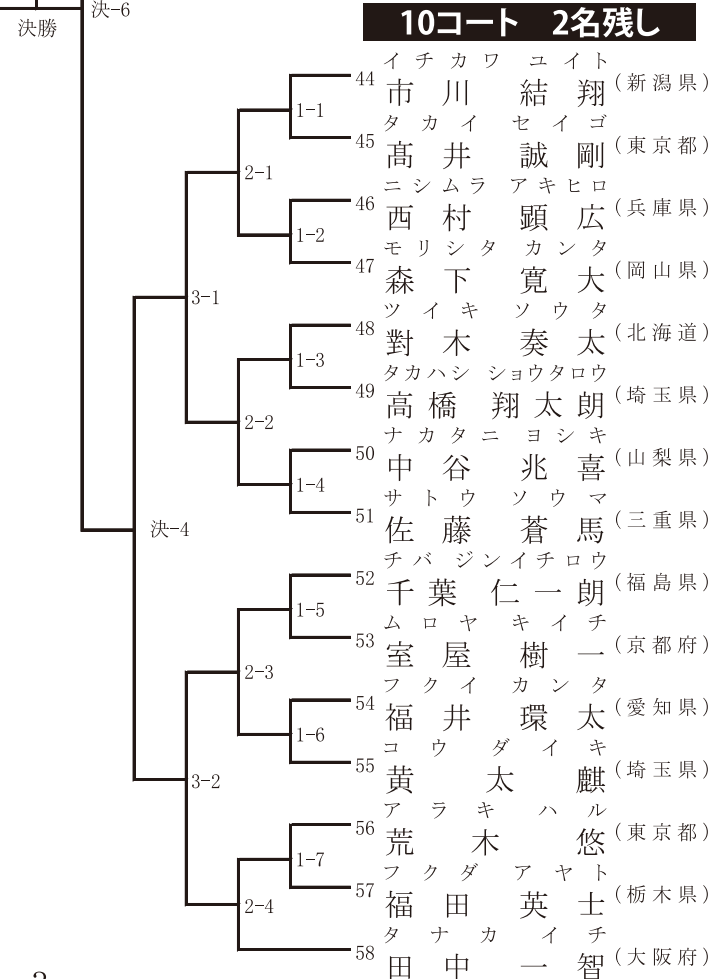 決-6
決勝
10コート　2名残し
イチカワ ユイト
44 市川 結翔 (新潟県)
1-1
タカイ セイゴ
45 髙井 誠剛 (東京都)
2-1
ニシムラ アキヒロ
46 西村 顕広 (兵庫県)
1-2
モリシタ カンタ
47 森下 寛大 (岡山県)
3-1
ツイキ ソウタ
48 對木 奏太 (北海道)
1-3
タカハシ ショウタロウ
49 高橋 翔太朗 (埼玉県)
2-2
ナカタニ ヨシキ
50 中谷 兆喜 (山梨県)
1-4
サトウ ソウマ
51 佐藤 蒼馬 (三重県)
決-4
チバ ジンイチロウ
52 千葉 仁一朗 (福島県)
1-5
ムロヤ キイチ
53 室屋 樹一 (京都府)
2-3
フクイ カンタ
54 福井 環太 (愛知県)
1-6
コウ ダイキ
55 黄 太麒 (埼玉県)
3-2
アラキ ハル
56 荒木 悠 (東京都)
1-7
フクダ アヤト
57 福田 英士 (栃木県)
2-4
タナカ イチ
58 田中 一智 (大阪府)